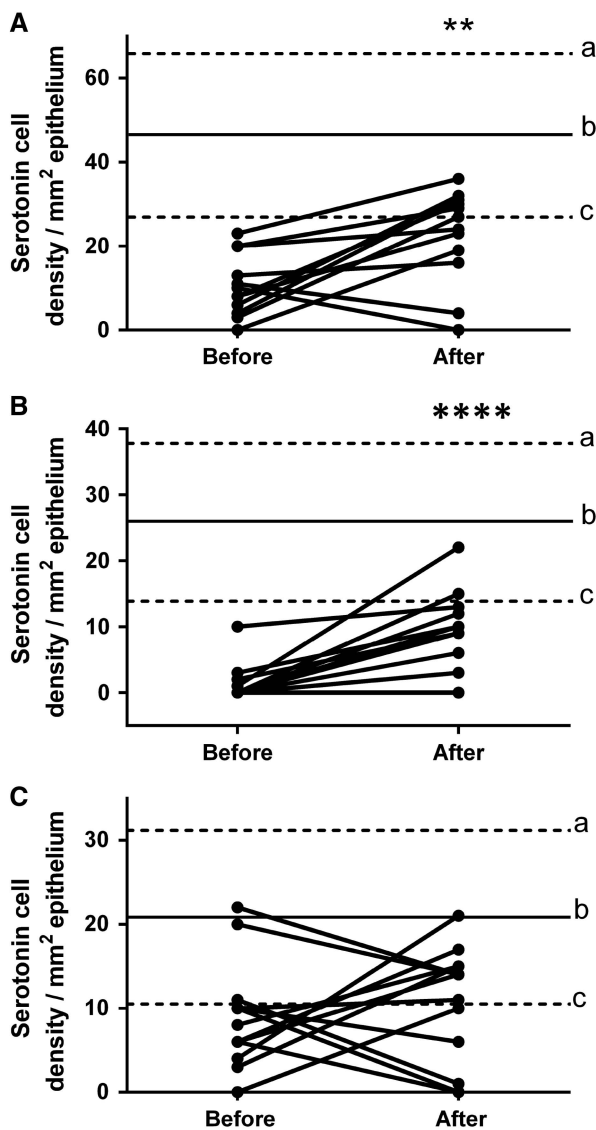 A
**
a
60
b
40
c
20
0
Serotonin cell
density / mm² epithelium
Before After
B
****
40
a
30
b
20
c
10
0
Serotonin cell
density / mm² epithelium
Before After
C
a
30
b
20
c
10
0
Serotonin cell
density / mm² epithelium
Before After